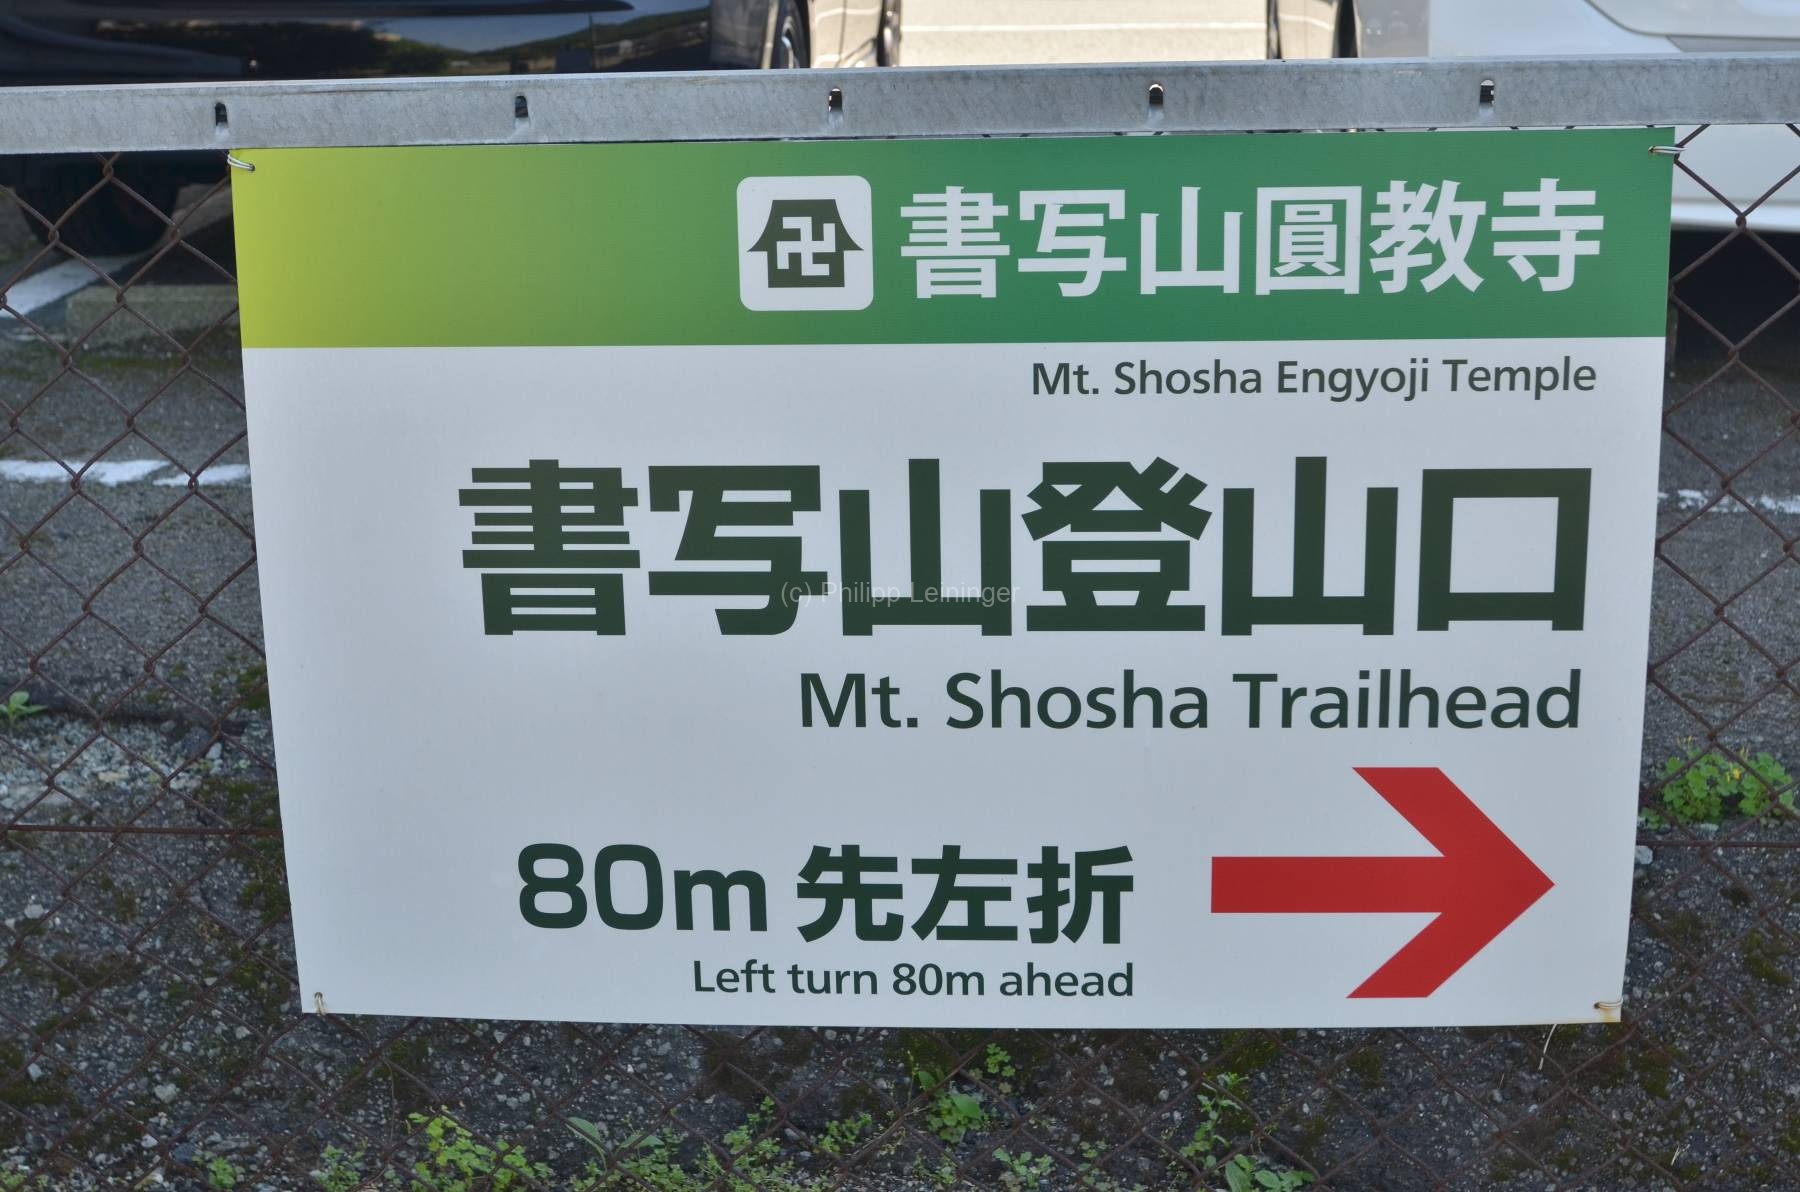 書写山圓教寺
Mt. Shosha Engyoji Temple
書写山登山口
(c) Philipp Leininger
Mt. Shosha Trailhead
80m 先左折
Left turn 80m ahead